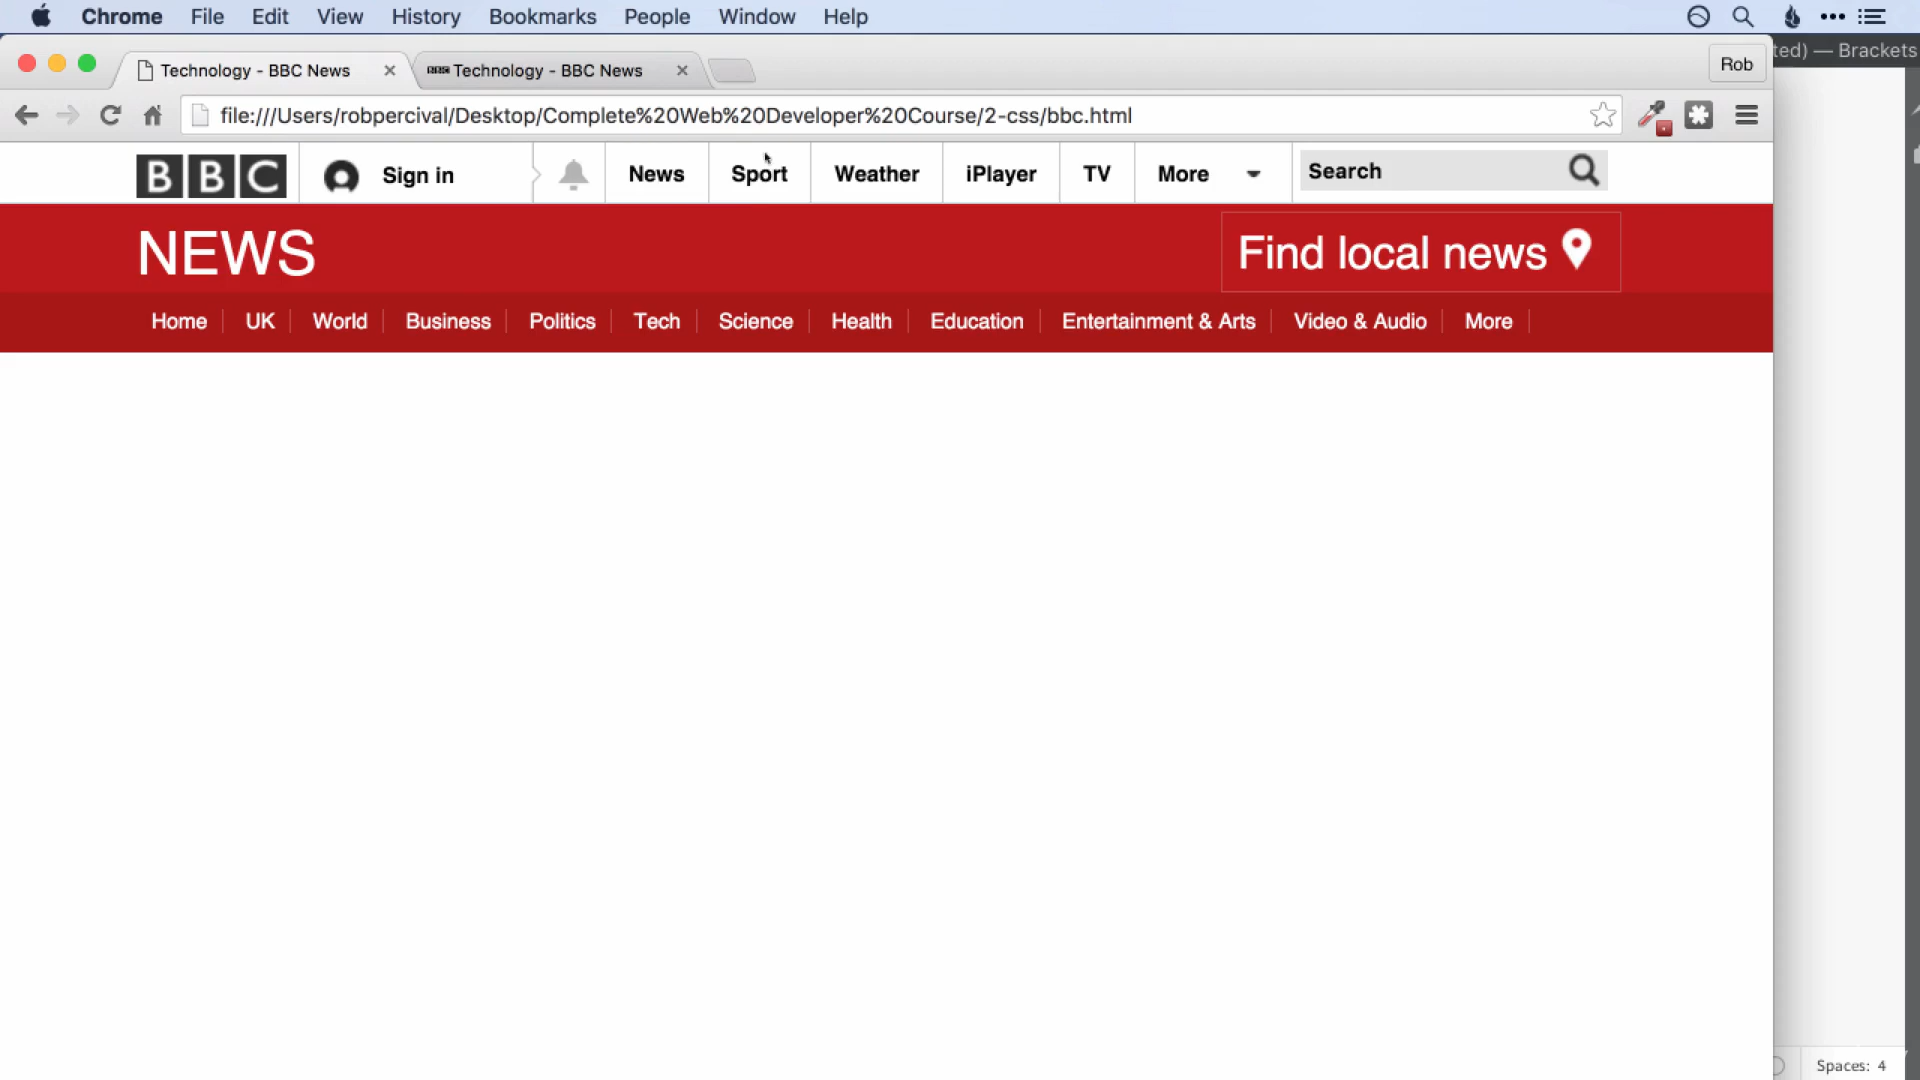 Chrome File Edit View History Bookmarks People Window Help
ted) — Brackets
Technology - BBC News
BBC Technology - BBC News
Rob
file:///Users/robpercival/Desktop/Complete%20Web%20Developer%20Course/2-css/bbc.html
BBC Sign in News Sport Weather iPlayer TV More Search
NEWS Find local news
Home UK World Business Politics Tech Science Health Education Entertainment & Arts Video & Audio More
Spaces: 4